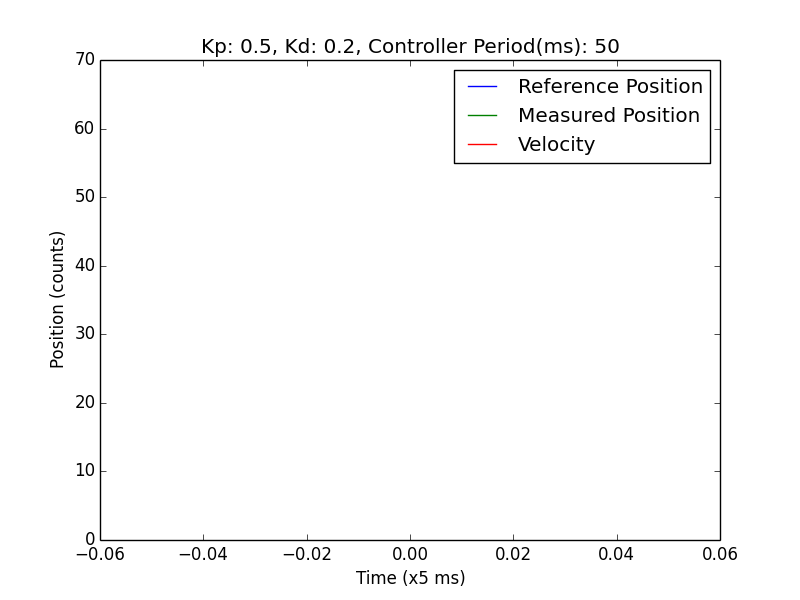 Kp: 0.5, Kd: 0.2, Controller Period(ms): 50
70
60
50
40
30
20
10
0
Position (counts)
Reference Position
Measured Position
Velocity
−0.06 −0.04 −0.02 0.00 0.02 0.04 0.06
Time (x5 ms)